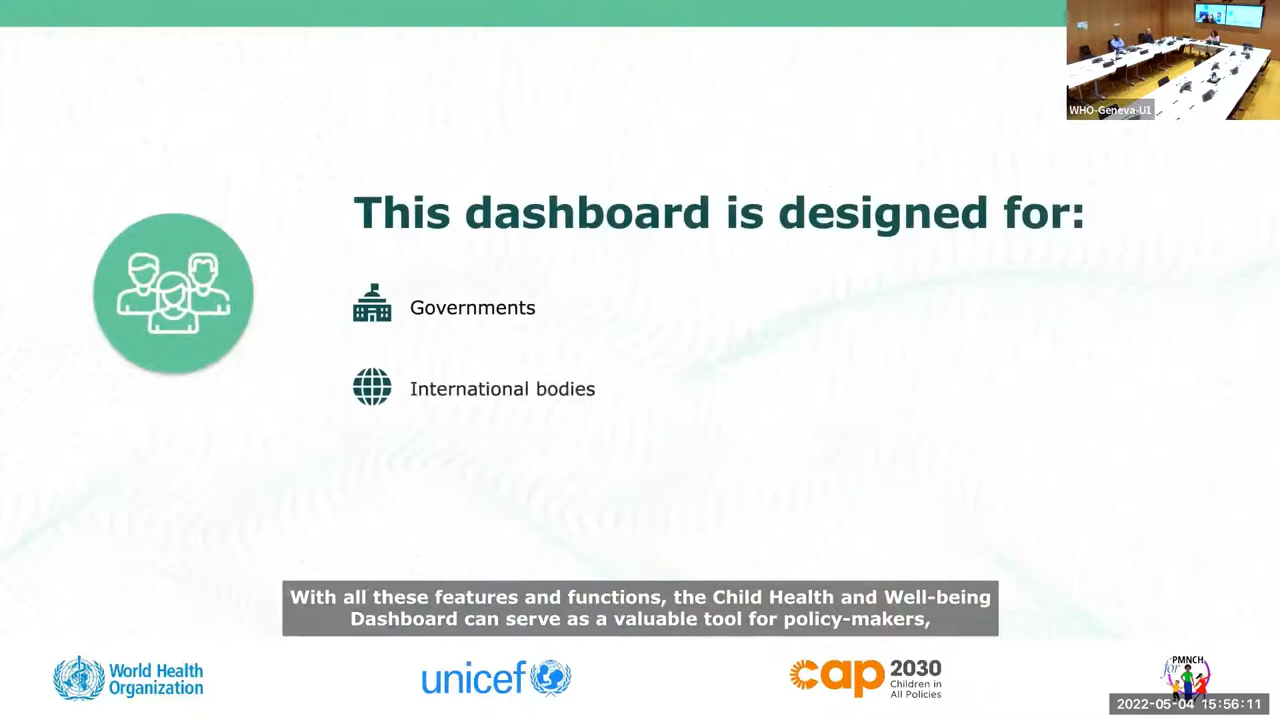 WHO-Geneva-U1
This dashboard is designed for:
Governments
International bodies
With all these features and functions, the Child Health and Well-being
Dashboard can serve as a valuable tool for policy-makers,
World Health
Organization
unicef
cap 2030
Children in
All Policies
PMNCH
for
2022-05-04 15:56:11